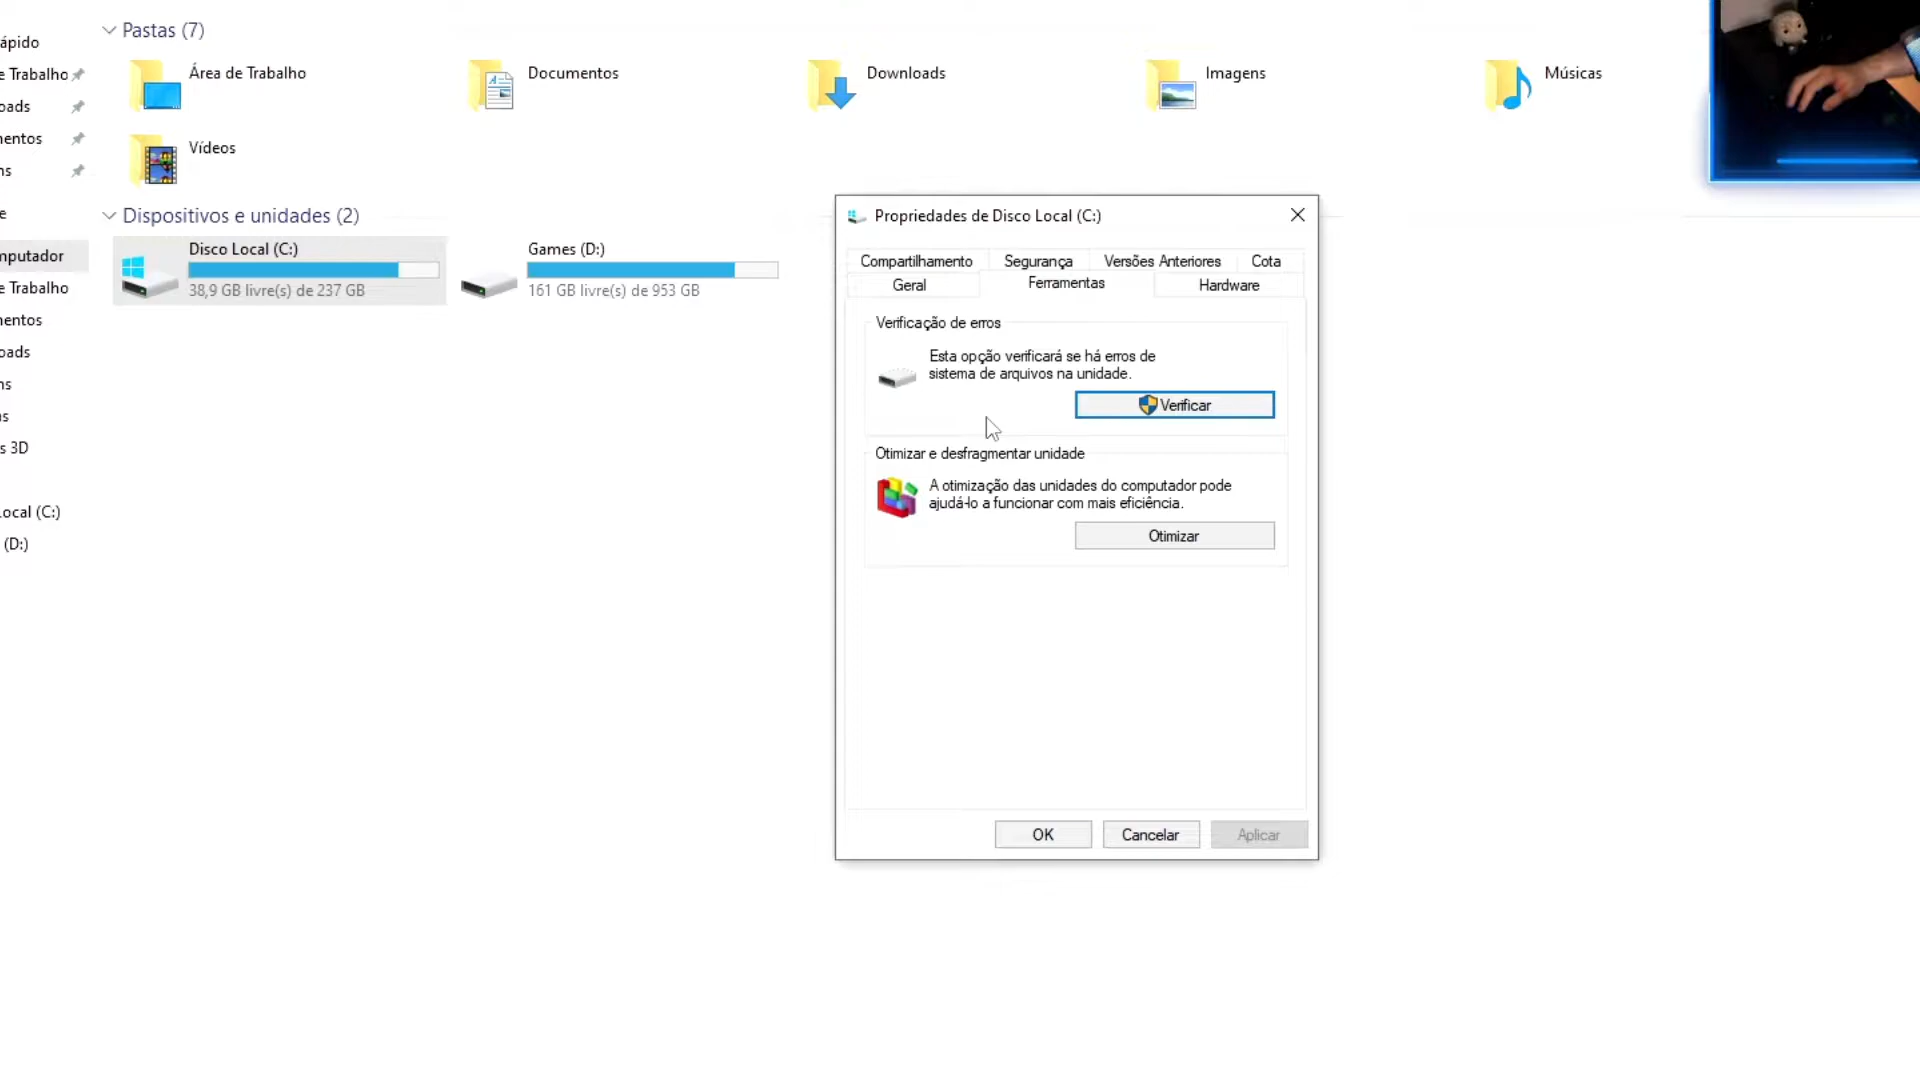 Pastas (7)
Área de Trabalho
Documentos
Downloads
Imagens
Músicas
Vídeos
Dispositivos e unidades (2)
Disco Local (C:)
38,9 GB livre(s) de 237 GB
Games (D:)
161 GB livre(s) de 953 GB
ápido
e Trabalho
oads
nentos
ns
e
mputador
e Trabalho
nentos
oads
ns
as
s 3D
Local (C:)
(D:)
Propriedades de Disco Local (C:)
Compartilhamento
Segurança
Versões Anteriores
Cota
Geral
Ferramentas
Hardware
Verificação de erros
Esta opção verificará se há erros de
sistema de arquivos na unidade.
Verificar
Otimizar e desfragmentar unidade
A otimização das unidades do computador pode
ajudá-lo a funcionar com mais eficiência.
Otimizar
OK
Cancelar
Aplicar